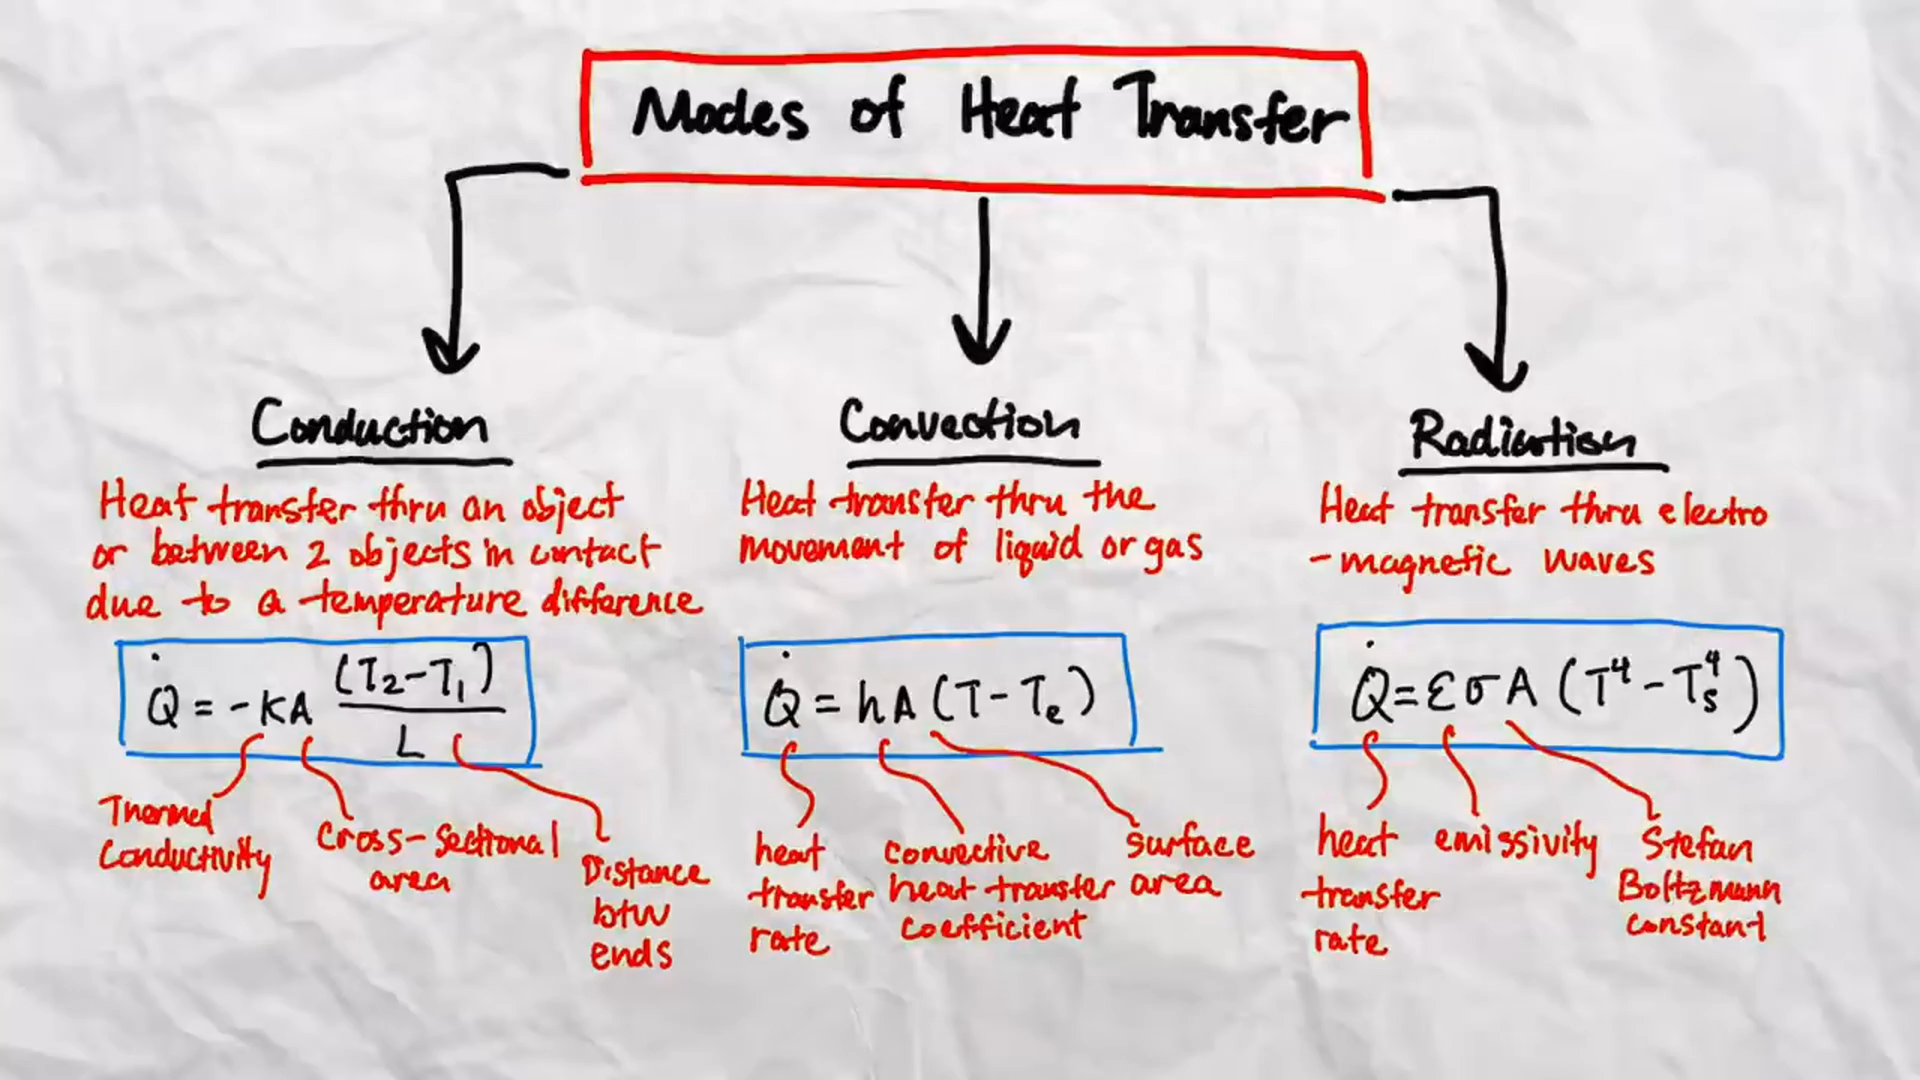 Modes of Heat Transfer
Conduction
Heat transfer thru an object
or between 2 objects in contact
due to a temperature difference
Q̇ = -KA (T₂-T₁)/L
Thermal
Conductivity
Cross-sectional
area
Distance
btw
ends
Convection
Heat transfer thru the
movement of liquid or gas
Q̇ = hA (T-Tₑ)
heat
transfer
rate
convective
heat transfer
coefficient
surface
area
Radiation
Heat transfer thru electro
-magnetic waves
Q̇ = εσA (T⁴-Tₛ⁴)
heat
transfer
rate
emissivity
Stefan
Boltzmann
constant